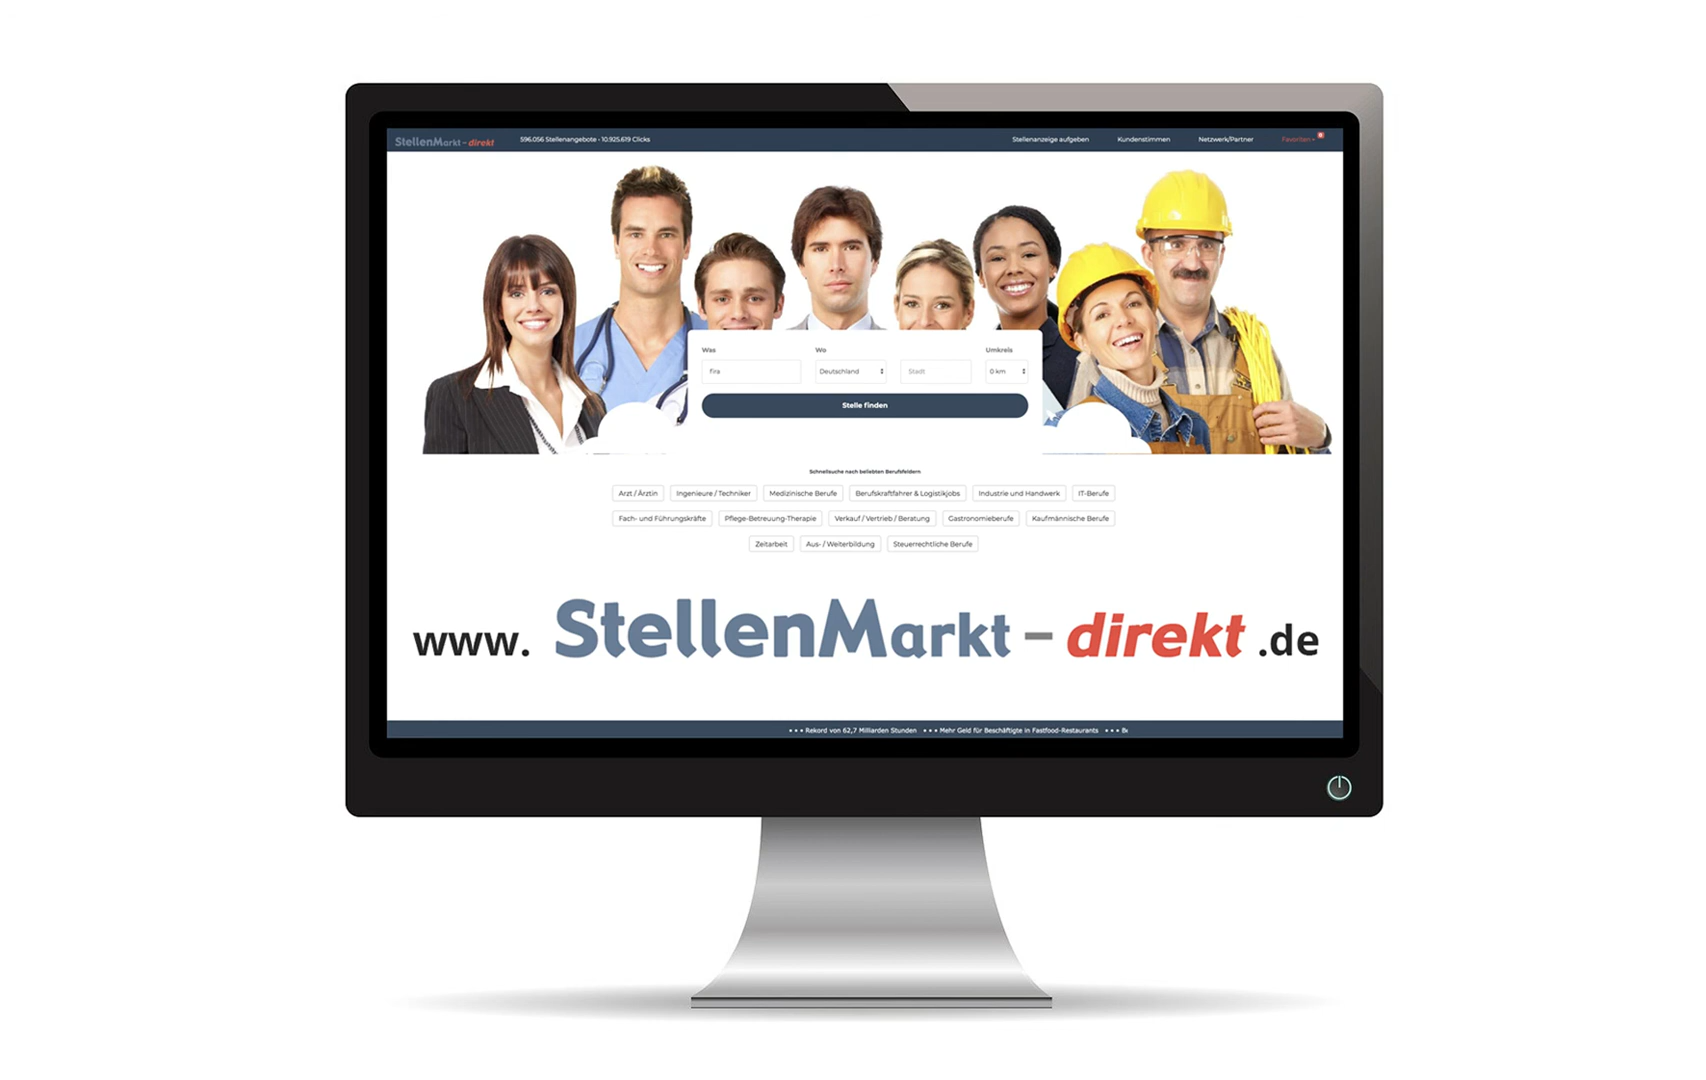 StellenMarkt-direkt 596.056 Stellenangebote • 10.925.619 Clicks Stellenanzeige aufgeben Kundenstimmen Netzwerk/Partner Favoriten
Was Wo Umkreis
fira Deutschland Stadt 0 km
Stelle finden
Schnellsuche nach beliebten Berufsfeldern
Arzt / Ärztin Ingenieure / Techniker Medizinische Berufe Berufskraftfahrer & Logistikjobs Industrie und Handwerk IT-Berufe
Fach- und Führungskräfte Pflege-Betreuung-Therapie Verkauf / Vertrieb / Beratung Gastronomieberufe Kaufmännische Berufe
Zeitarbeit Aus- / Weiterbildung Steuerrechtliche Berufe
www. StellenMarkt-direkt .de
• • • Rekord von 62,7 Milliarden Stunden • • • Mehr Geld für Beschäftigte in Fastfood-Restaurants • • • Be